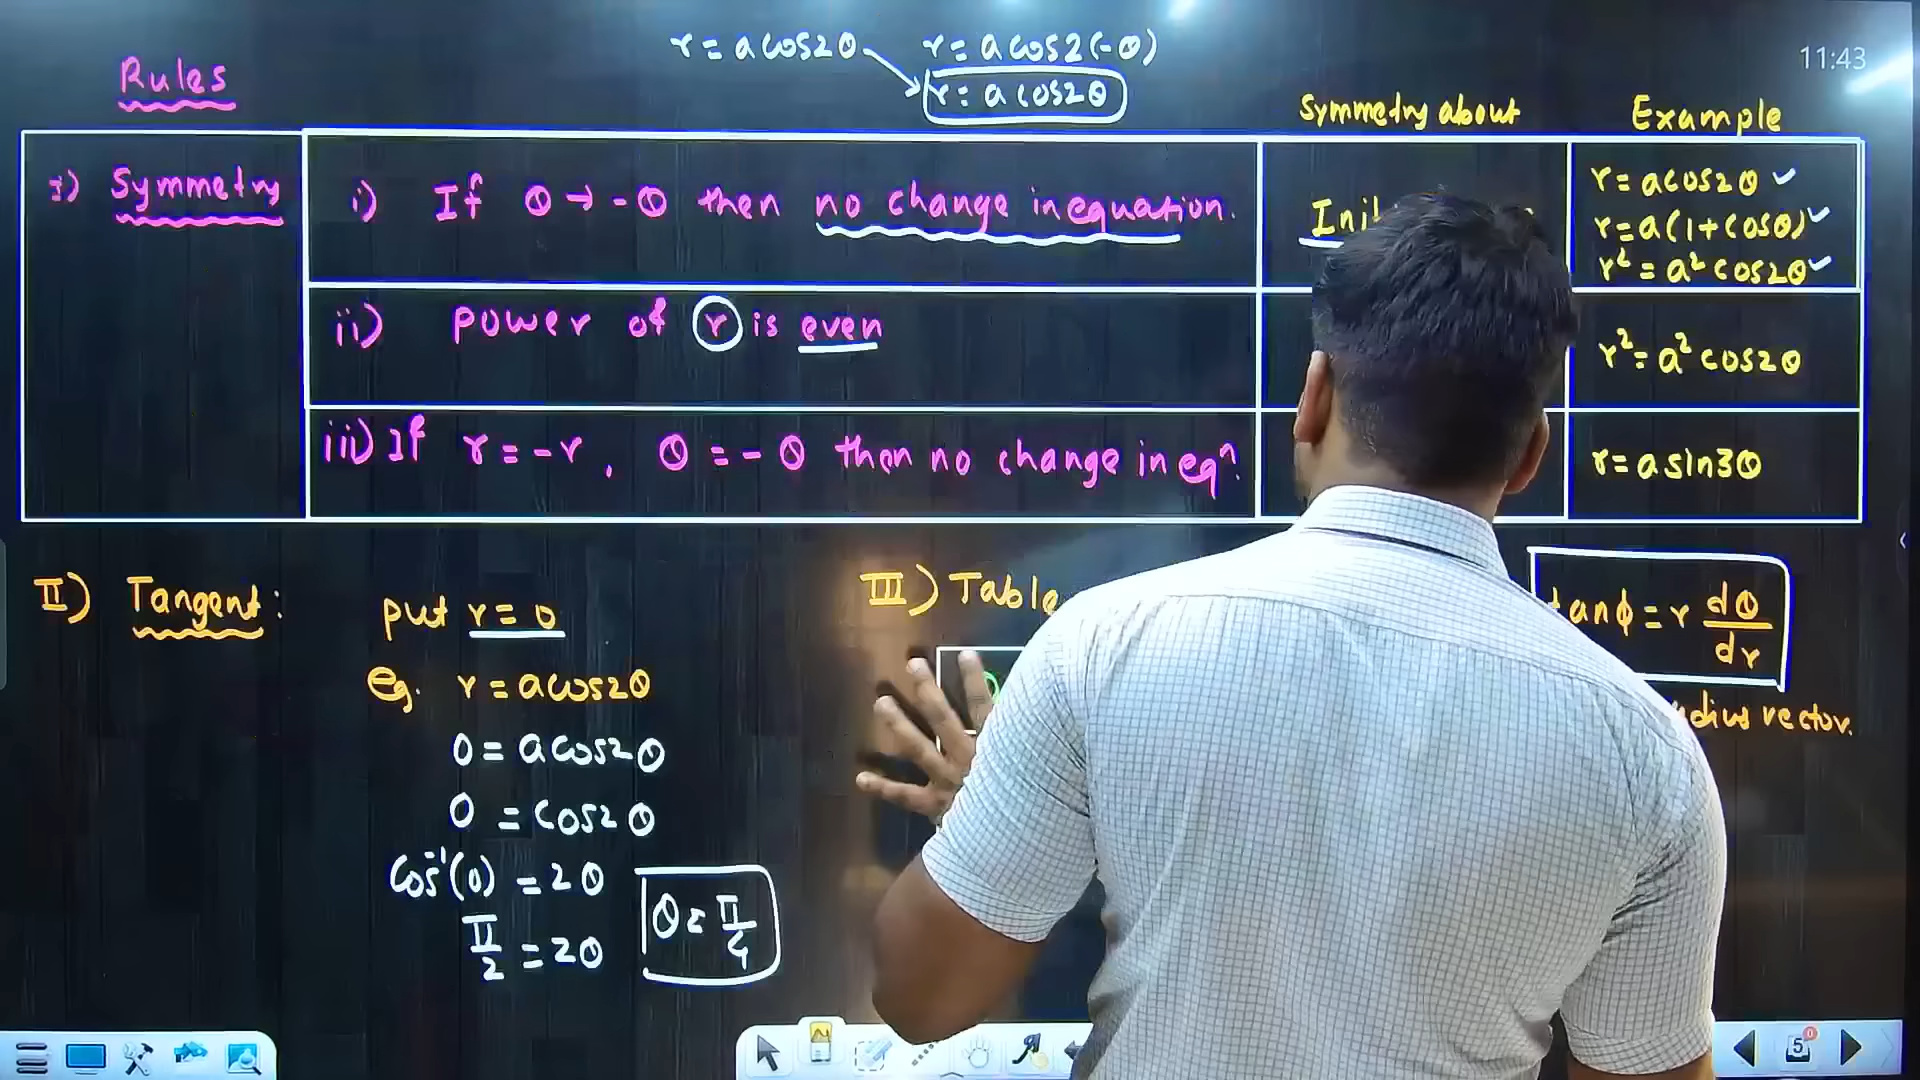 r = a cos2θ
r = a cos2(-θ)
r = a cos2θ
11:43
Rules
Symmetry about
Example
I) Symmetry
i) If θ → -θ then no change in equation.
r = a cos2θ ✓
r = a(1+cosθ) ✓
r² = a² cos2θ ✓
ii) power of r is even
r² = a² cos2θ
iii) If r = -r, θ = -θ then no change in eqⁿ.
r = a sin3θ
II) Tangent:
put r = 0
eg. r = a cos2θ
0 = a cos2θ
0 = cos2θ
cos⁻¹(0) = 2θ
π/2 = 2θ
θ = π/4
III) Table
tanϕ = r dθ/dr
vector.
5
0